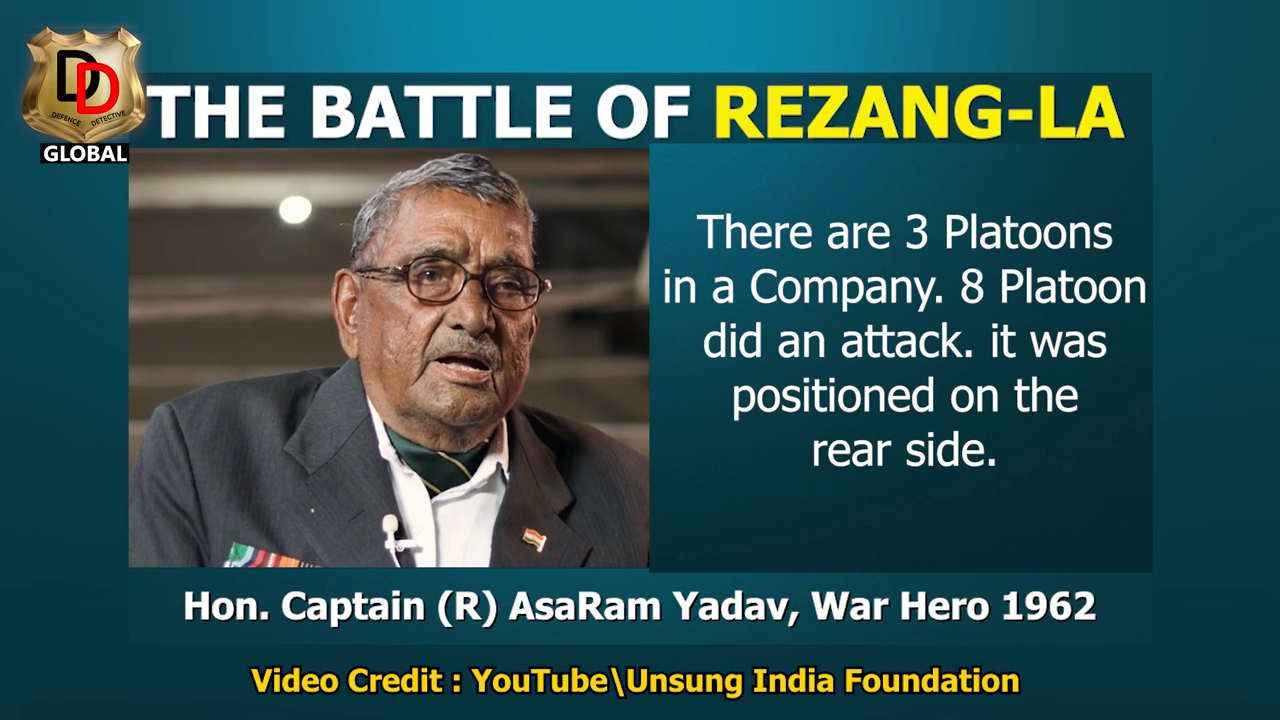 DD
DEFENCE DETECTIVE
GLOBAL
THE BATTLE OF REZANG-LA
There are 3 Platoons
in a Company. 8 Platoon
did an attack. it was
positioned on the
rear side.
Hon. Captain (R) AsaRam Yadav, War Hero 1962
Video Credit : YouTube\Unsung India Foundation